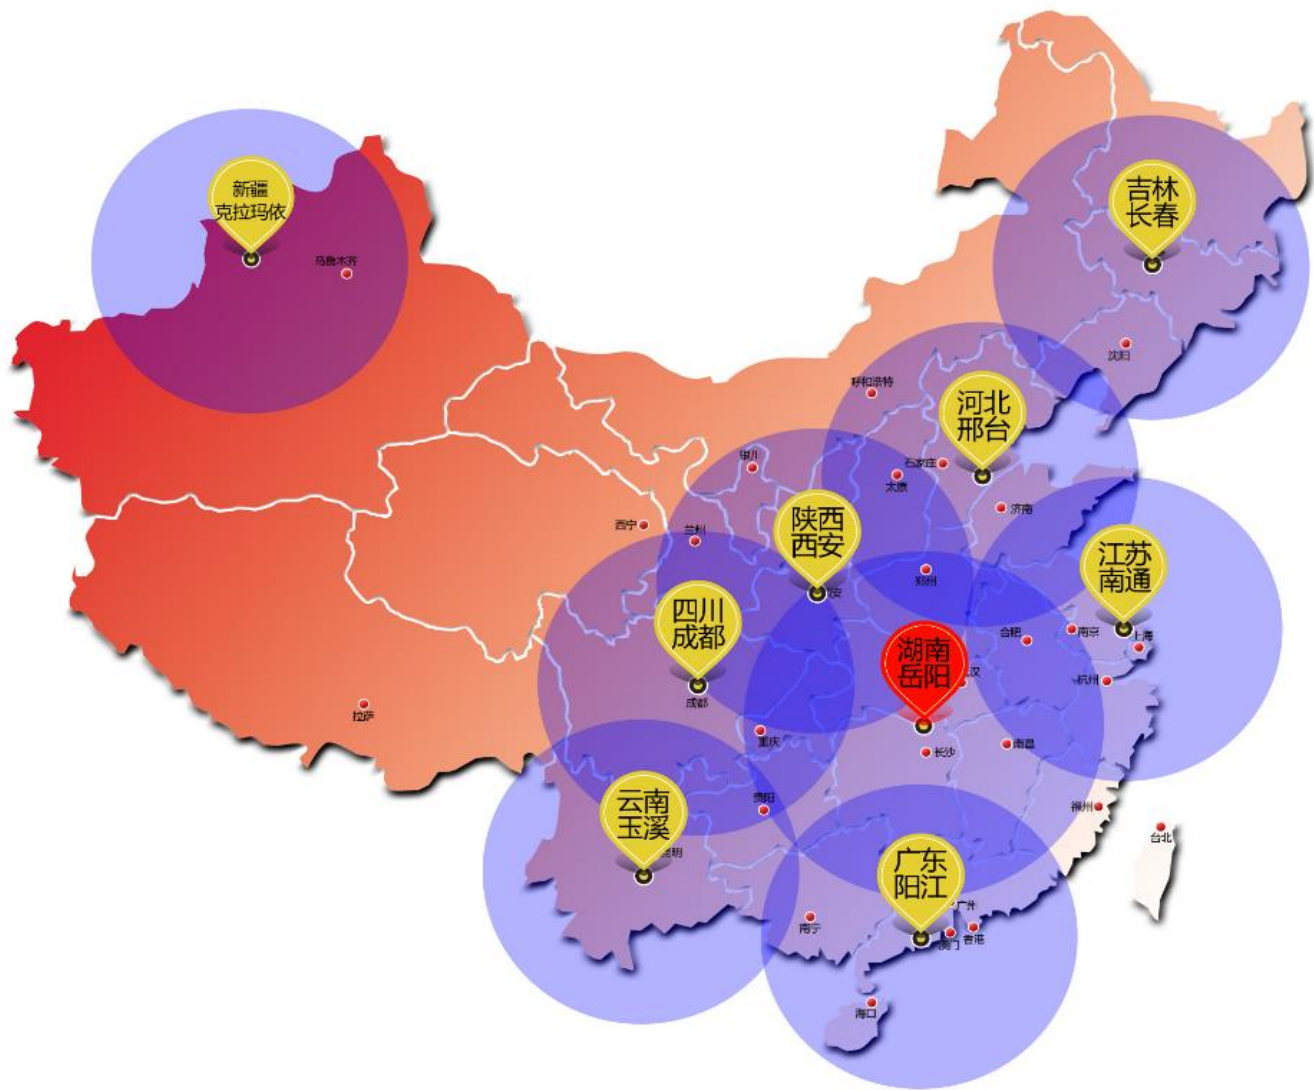 新疆
克拉玛依
乌鲁木齐
吉林
长春
沈阳
呼和浩特
河北
邢台
石家庄
太原
银川
济南
西宁
兰州
陕西
西安
安
郑州
江苏
南通
南京
上海
合肥
杭州
四川
成都
成都
湖南
岳阳
汉
拉萨
重庆
长沙
南昌
云南
玉溪
昆明
贵阳
福州
台北
广东
阳江
广州
南宁
澳门
香港
海口